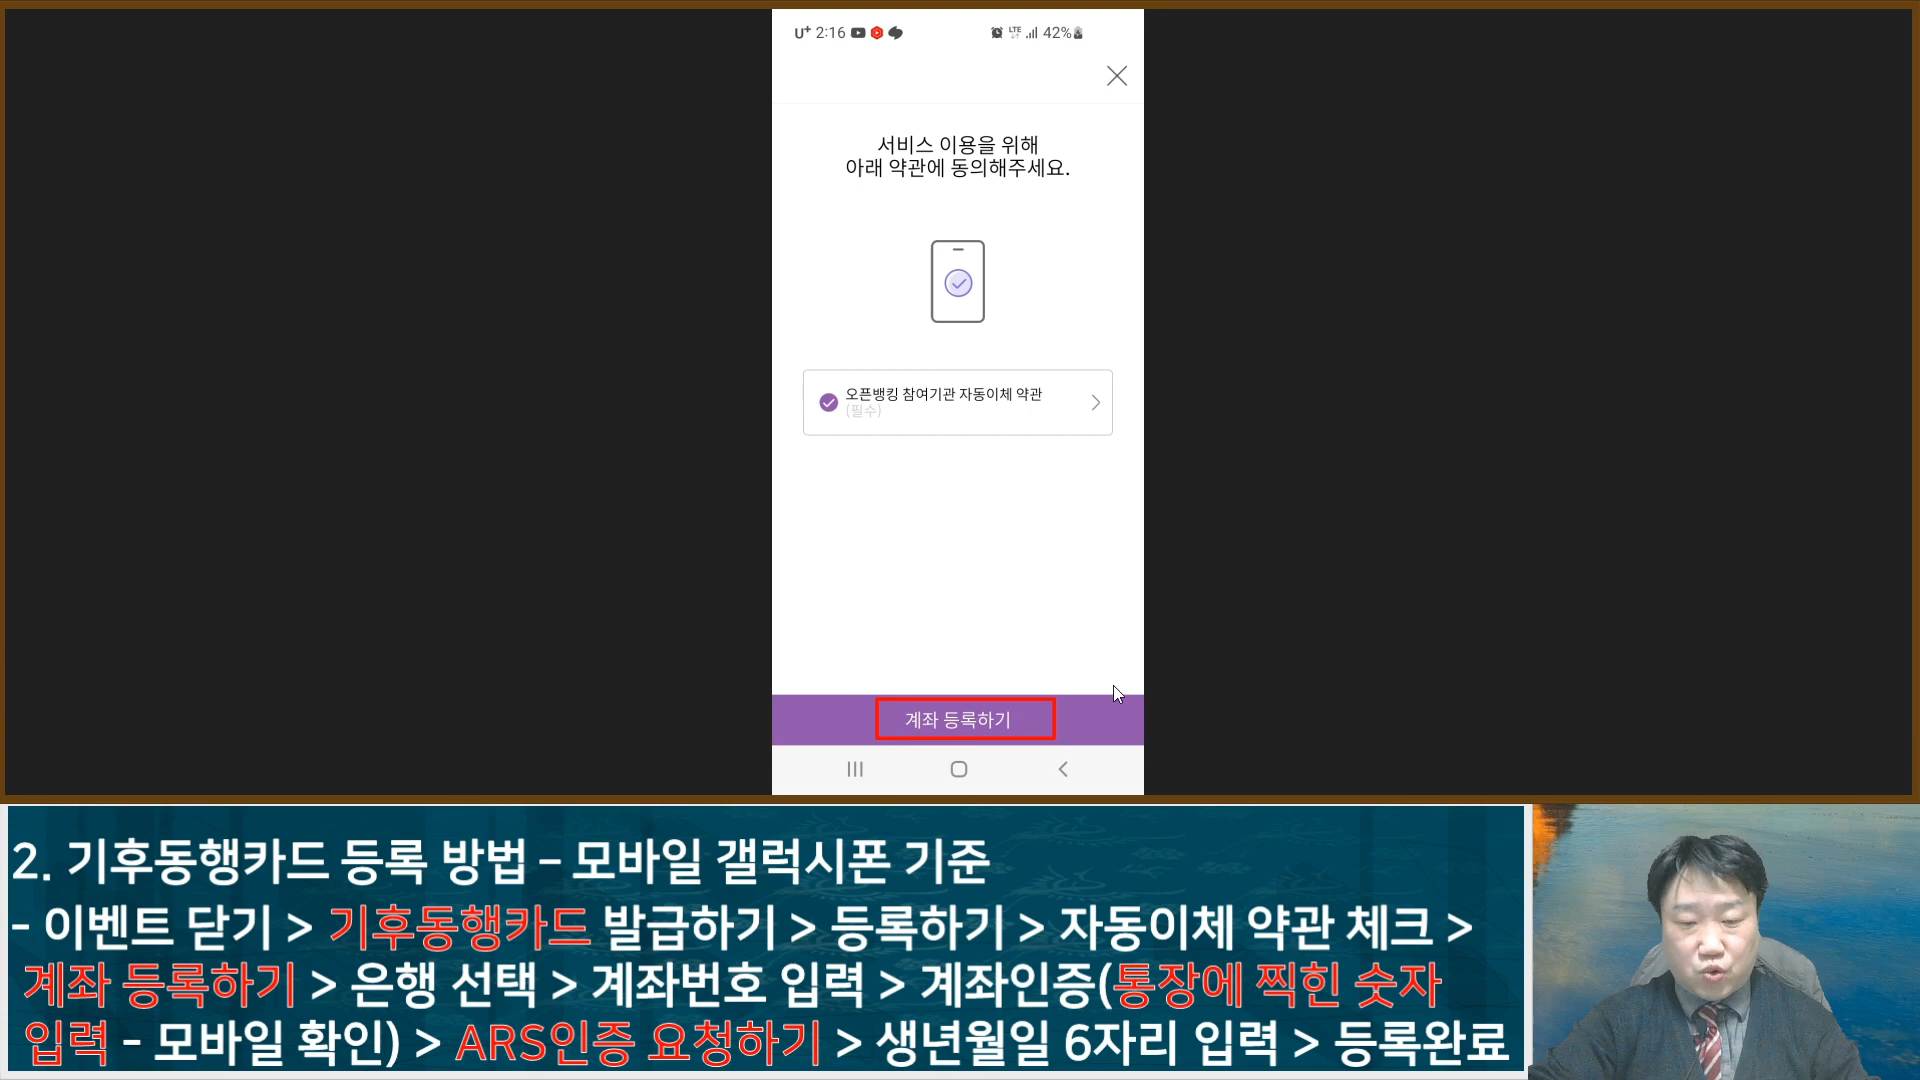 U+ 2:16
LTE 42%
서비스 이용을 위해
아래 약관에 동의해주세요.
오픈뱅킹 참여기관 자동이체 약관
(필수)
계좌 등록하기
2. 기후동행카드 등록 방법 – 모바일 갤럭시폰 기준
- 이벤트 닫기 > 기후동행카드 발급하기 > 등록하기 > 자동이체 약관 체크 >
계좌 등록하기 > 은행 선택 > 계좌번호 입력 > 계좌인증(통장에 찍힌 숫자
입력 - 모바일 확인) > ARS인증 요청하기 > 생년월일 6자리 입력 > 등록완료